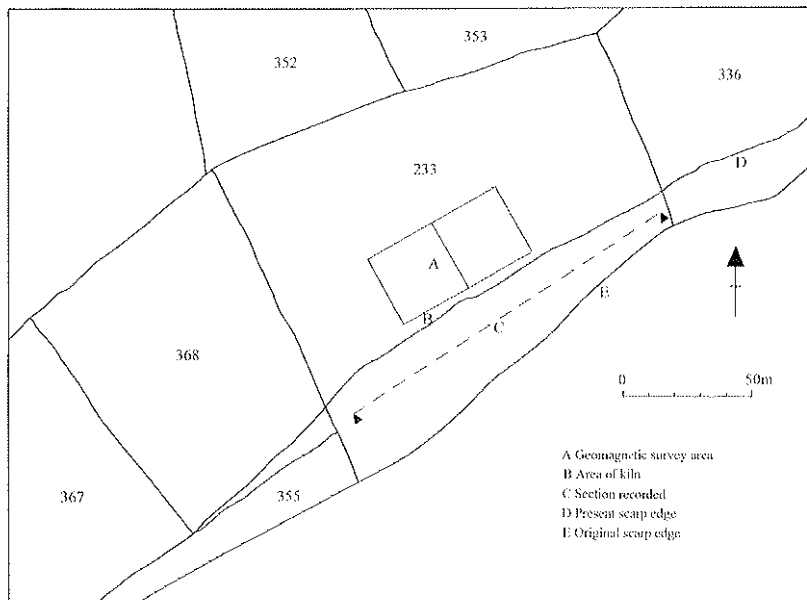 353
352
336
D
233
A
E
B
C
368
0 50m
A Geomagnetic survey area
B Area of kiln
C Section recorded
D Present scarp edge
E Original scarp edge
367
355